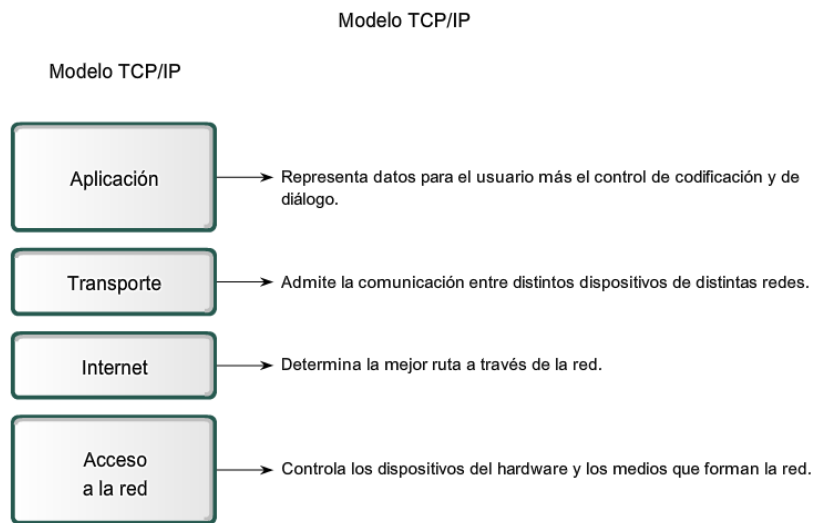 Modelo TCP/IP
Modelo TCP/IP
Aplicación
Representa datos para el usuario más el control de codificación y de
diálogo.
Transporte
Admite la comunicación entre distintos dispositivos de distintas redes.
Internet
Determina la mejor ruta a través de la red.
Acceso
a la red
Controla los dispositivos del hardware y los medios que forman la red.